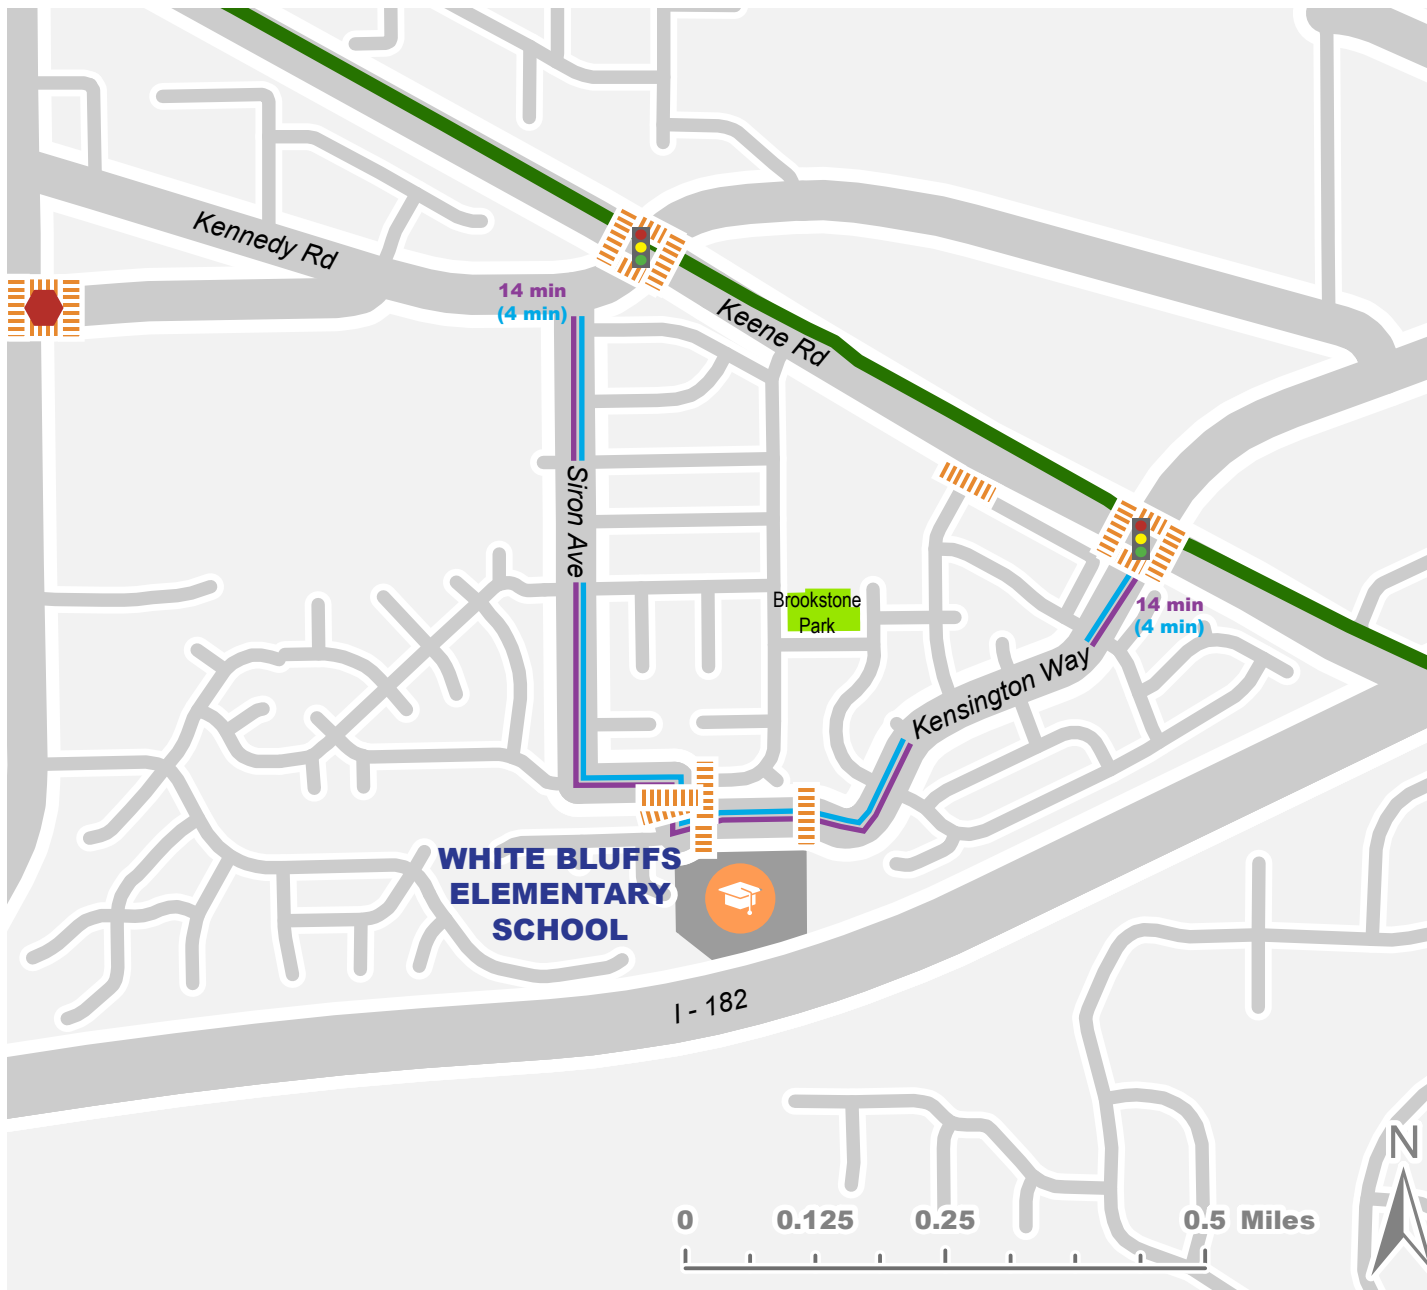 Kennedy Rd
14 min
(4 min)
Keene Rd
Siron Ave
Brookstone
Park
14 min
(4 min)
Kensington Way
WHITE BLUFFS
ELEMENTARY
SCHOOL
I - 182
N
0 0.125 0.25 0.5 Miles